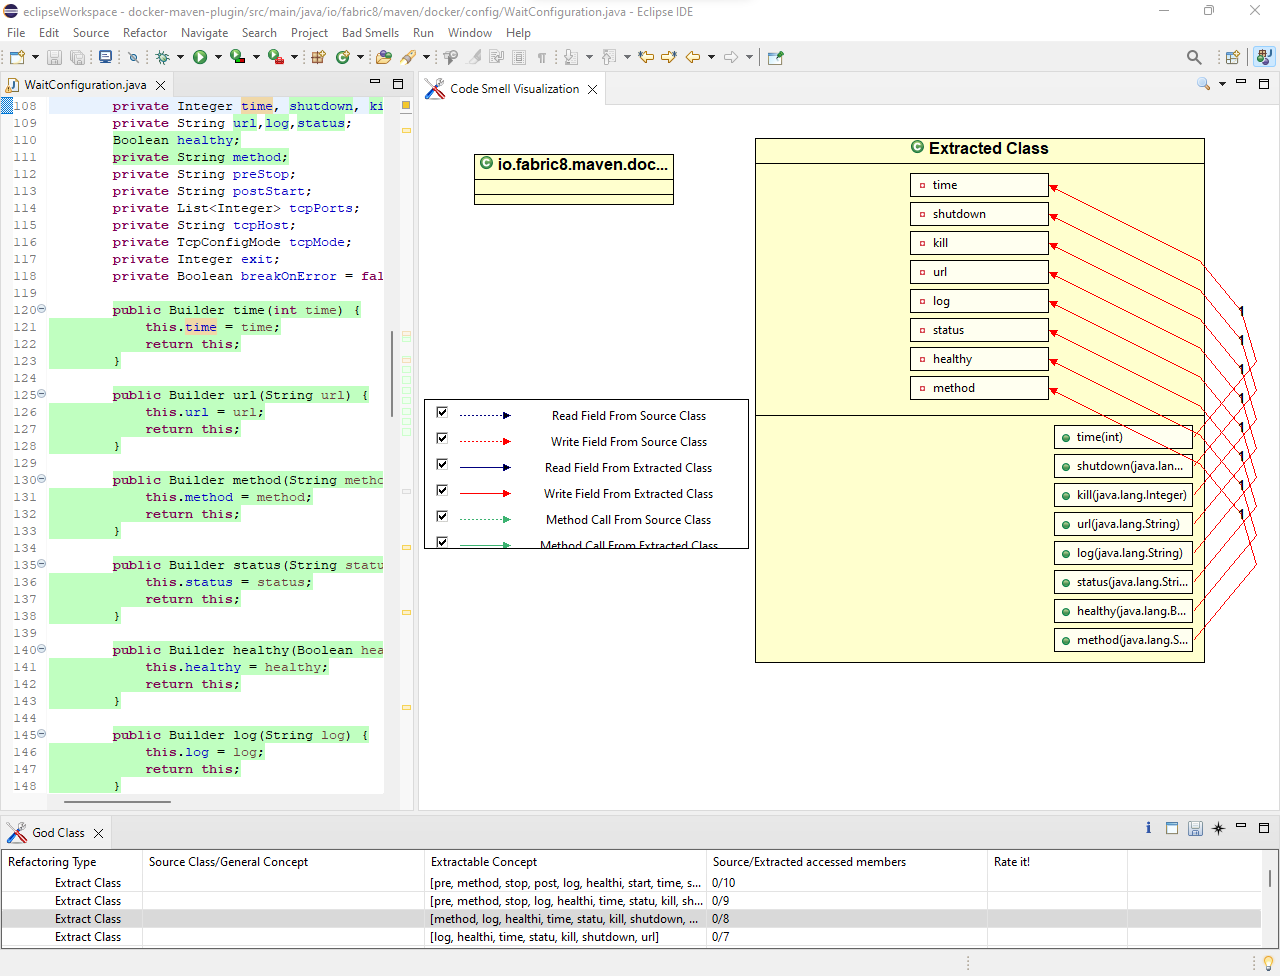 eclipseWorkspace - docker-maven-plugin/src/main/java/io/fabric8/maven/docker/config/WaitConfiguration.java - Eclipse IDE
File Edit Source Refactor Navigate Search Project Bad Smells Run Window Help
WaitConfiguration.java
108 private Integer time, shutdown, ki
109 private String url,log,status;
110 Boolean healthy;
111 private String method;
112 private String preStop;
113 private String postStart;
114 private List<Integer> tcpPorts;
115 private String tcpHost;
116 private TcpConfigMode tcpMode;
117 private Integer exit;
118 private Boolean breakOnError = fal
119
120 public Builder time(int time) {
121 this.time = time;
122 return this;
123 }
124
125 public Builder url(String url) {
126 this.url = url;
127 return this;
128 }
129
130 public Builder method(String metho
131 this.method = method;
132 return this;
133 }
134
135 public Builder status(String statu
136 this.status = status;
137 return this;
138 }
139
140 public Builder healthy(Boolean hea
141 this.healthy = healthy;
142 return this;
143 }
144
145 public Builder log(String log) {
146 this.log = log;
147 return this;
148 }
Code Smell Visualization
io.fabric8.maven.doc...
Extracted Class
time
shutdown
kill
url
log
status
healthy
method
time(int)
shutdown(java.lan...
kill(java.lang.Integer)
url(java.lang.String)
log(java.lang.String)
status(java.lang.Stri...
healthy(java.lang.B...
method(java.lang.S...
1
1
1
1
1
1
1
1
Read Field From Source Class
Write Field From Source Class
Read Field From Extracted Class
Write Field From Extracted Class
Method Call From Source Class
Method Call From Extracted Class
God Class
Refactoring Type Source Class/General Concept Extractable Concept Source/Extracted accessed members Rate it!
Extract Class [pre, method, stop, post, log, healthi, start, time, s... 0/10
Extract Class [pre, method, stop, log, healthi, time, statu, kill, sh... 0/9
Extract Class [method, log, healthi, time, statu, kill, shutdown, ... 0/8
Extract Class [log, healthi, time, statu, kill, shutdown, url] 0/7